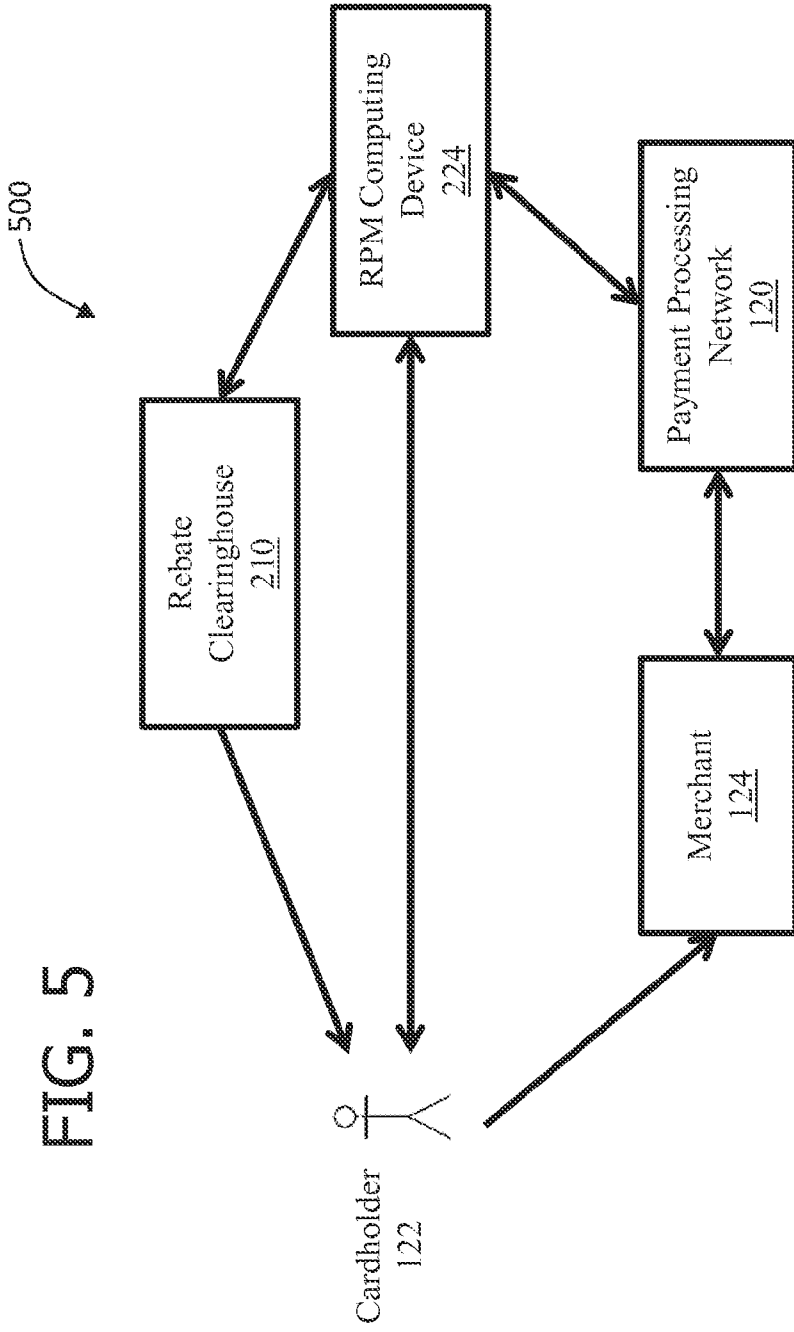 FIG. 5
500
Rebate
Clearinghouse
210
RPM Computing
Device
224
Cardholder
122
Merchant
124
Payment Processing
Network
120